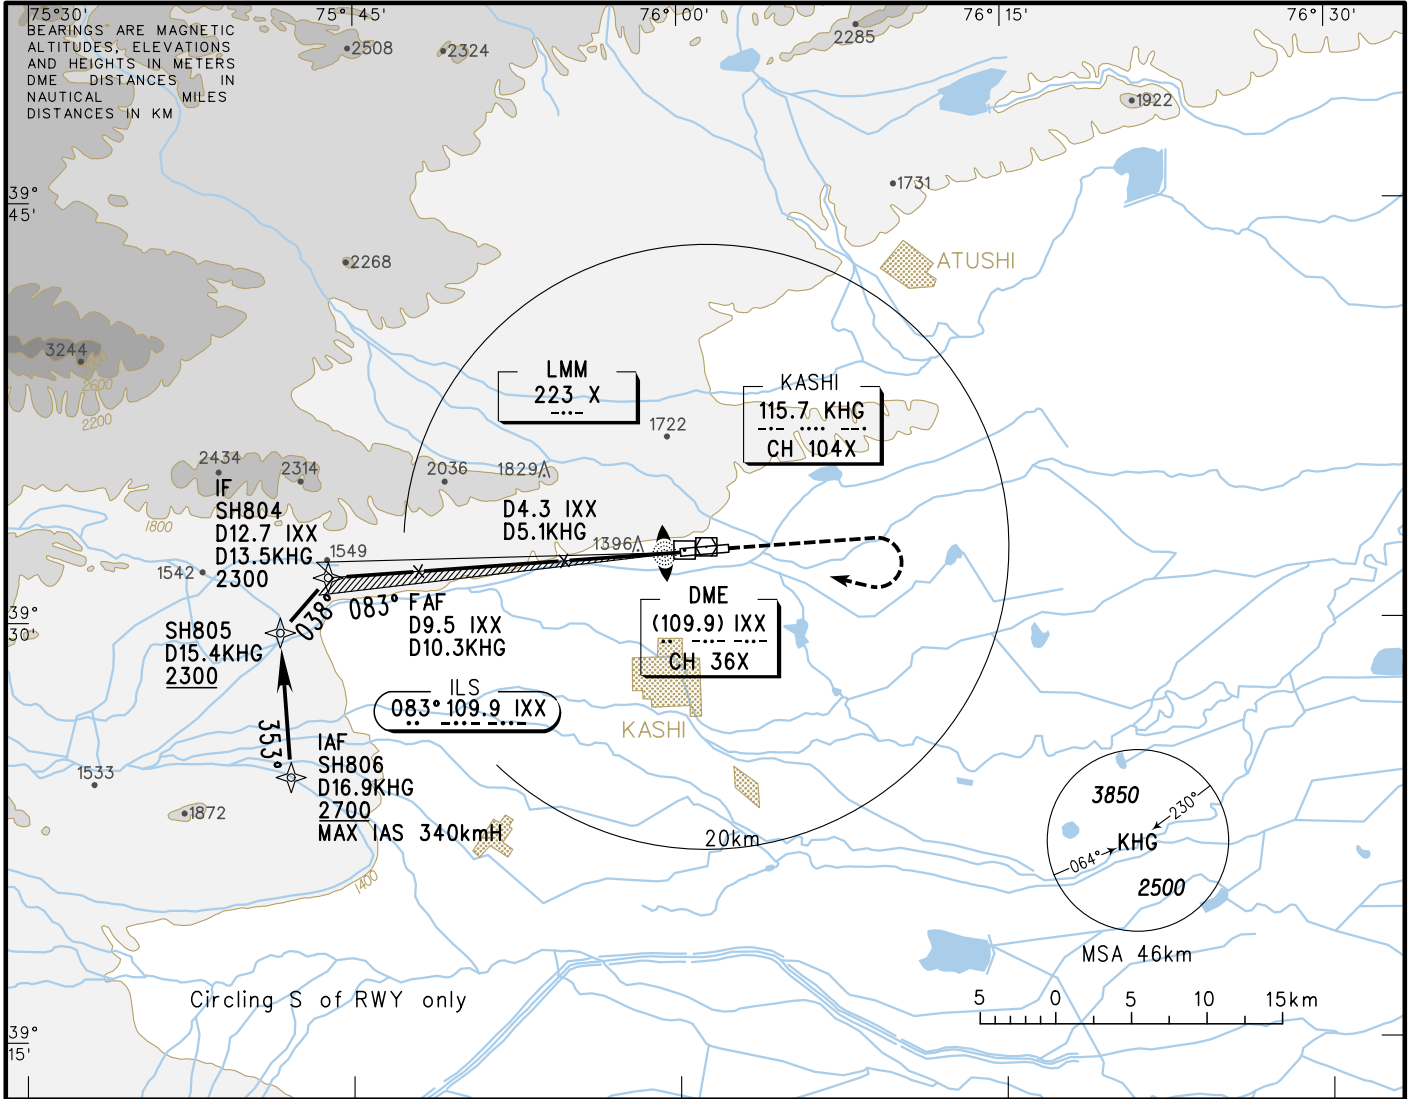 75°30'
75°45'
76°00'
76°15'
76°30'
BEARINGS ARE MAGNETIC
ALTITUDES, ELEVATIONS
AND HEIGHTS IN METERS
DME DISTANCES IN
NAUTICAL MILES
DISTANCES IN KM
2508
2324
2285
1922
1731
39°
45'
ATUSHI
2268
3244
2600
2200
LMM
223 X
KASHI
115.7 KHG
CH 104X
1722
2434
2314
2036
1829
1800
IF
SH804
D12.7 IXX
D13.5KHG
2300
D4.3 IXX
D5.1KHG
1396
1549
1542
038°
083°
FAF
D9.5 IXX
D10.3KHG
DME
(109.9) IXX
CH 36X
39°
30'
SH805
D15.4KHG
2300
ILS
083° 109.9 IXX
KASHI
353°
IAF
SH806
D16.9KHG
2700
MAX IAS 340kmH
1533
1872
1400
20km
3850
230°
KHG
064°
2500
MSA 46km
Circling S of RWY only
5 0 5 10 15km
39°
15'